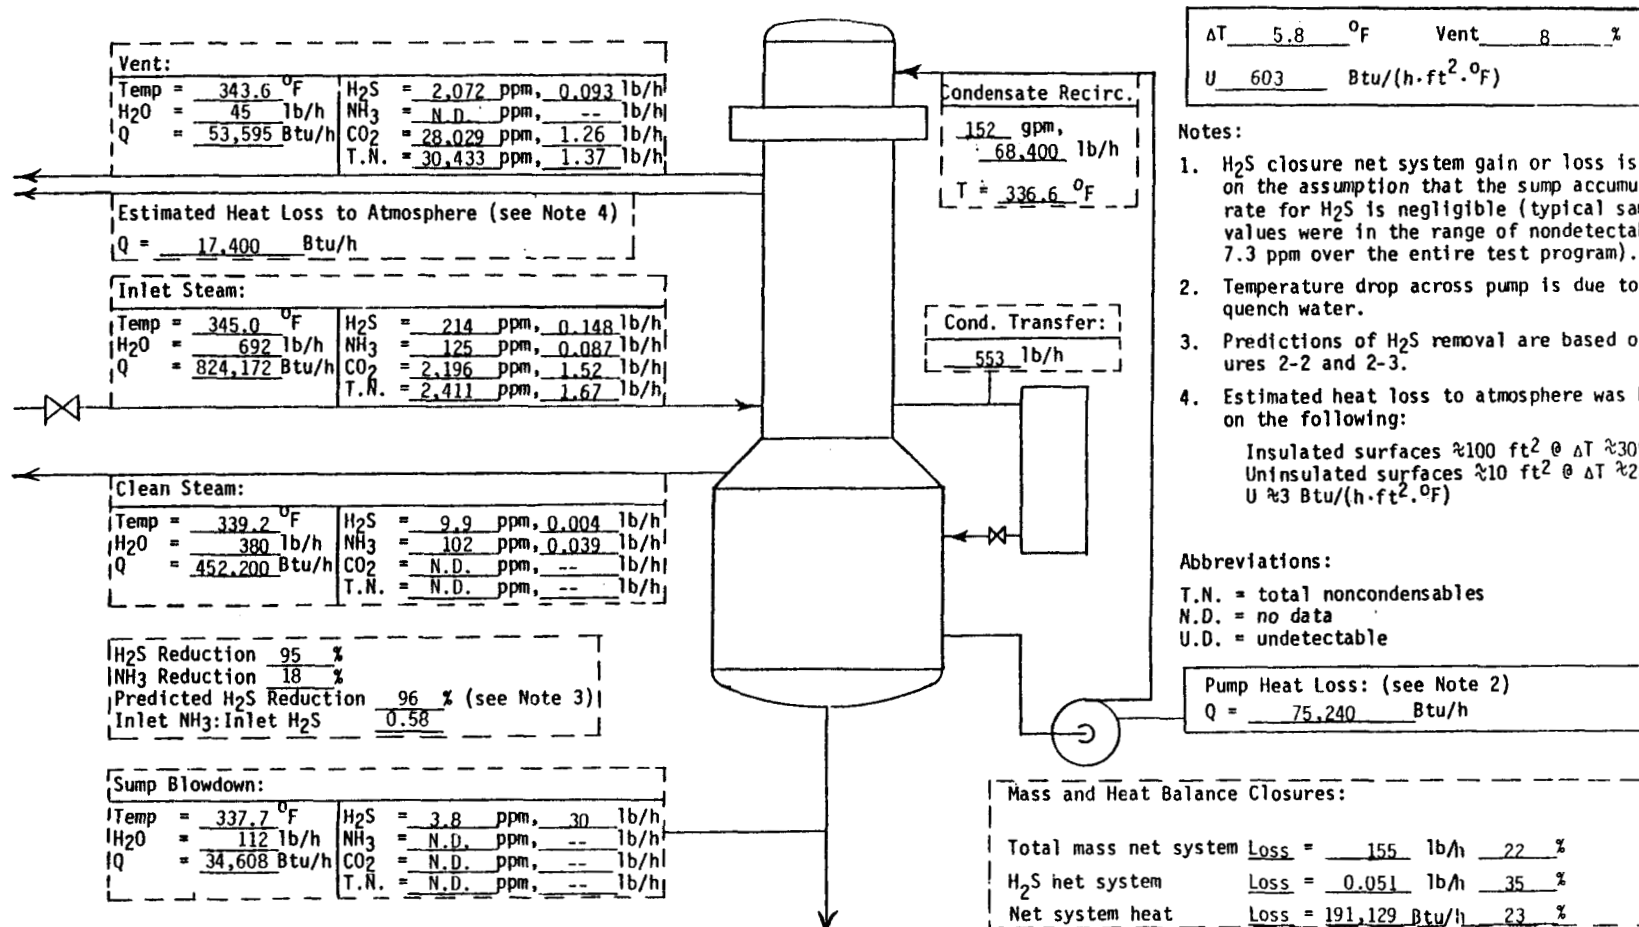 Vent:
Temp = 343.6 °F
H2O = 45 lb/h
Q = 53,595 Btu/h
H2S = 2,072 ppm, 0.093 lb/h
NH3 = N.D. ppm, -- lb/h
CO2 = 28,029 ppm, 1.26 lb/h
T.N. = 30,433 ppm, 1.37 lb/h
Estimated Heat Loss to Atmosphere (see Note 4)
Q = 17,400 Btu/h
Inlet Steam:
Temp = 345.0 °F
H2O = 692 lb/h
Q = 824,172 Btu/h
H2S = 214 ppm, 0.148 lb/h
NH3 = 125 ppm, 0.087 lb/h
CO2 = 2,196 ppm, 1.52 lb/h
T.N. = 2,411 ppm, 1.67 lb/h
Clean Steam:
Temp = 339.2 °F
H2O = 380 lb/h
Q = 452,200 Btu/h
H2S = 9.9 ppm, 0.004 lb/h
NH3 = 102 ppm, 0.039 lb/h
CO2 = N.D. ppm, -- lb/h
T.N. = N.D. ppm, -- lb/h
H2S Reduction 95 %
NH3 Reduction 18 %
Predicted H2S Reduction 96 % (see Note 3)
Inlet NH3:Inlet H2S 0.58
Sump Blowdown:
Temp = 337.7 °F
H2O = 112 lb/h
Q = 34,608 Btu/h
H2S = 3.8 ppm, 30 lb/h
NH3 = N.D. ppm, -- lb/h
CO2 = N.D. ppm, -- lb/h
T.N. = N.D. ppm, -- lb/h
Condensate Recirc.
152 gpm,
68,400 lb/h
T = 336.6 °F
Cond. Transfer:
553 lb/h
ΔT 5.8 °F Vent 8 %
U 603 Btu/(h·ft2·°F)
Notes:
1. H2S closure net system gain or loss is
on the assumption that the sump accumu
rate for H2S is negligible (typical sa
values were in the range of nondetecta
7.3 ppm over the entire test program).
2. Temperature drop across pump is due to
quench water.
3. Predictions of H2S removal are based o
ures 2-2 and 2-3.
4. Estimated heat loss to atmosphere was
on the following:
Insulated surfaces ≈100 ft2 @ ΔT ≈30
Uninsulated surfaces ≈10 ft2 @ ΔT ≈2
U ≈3 Btu/(h·ft2·°F)
Abbreviations:
T.N. = total noncondensables
N.D. = no data
U.D. = undetectable
Pump Heat Loss: (see Note 2)
Q = 75,240 Btu/h
Mass and Heat Balance Closures:
Total mass net system Loss = 155 lb/h 22 %
H2S net system Loss = 0.051 lb/h 35 %
Net system heat Loss = 191,129 Btu/h 23 %